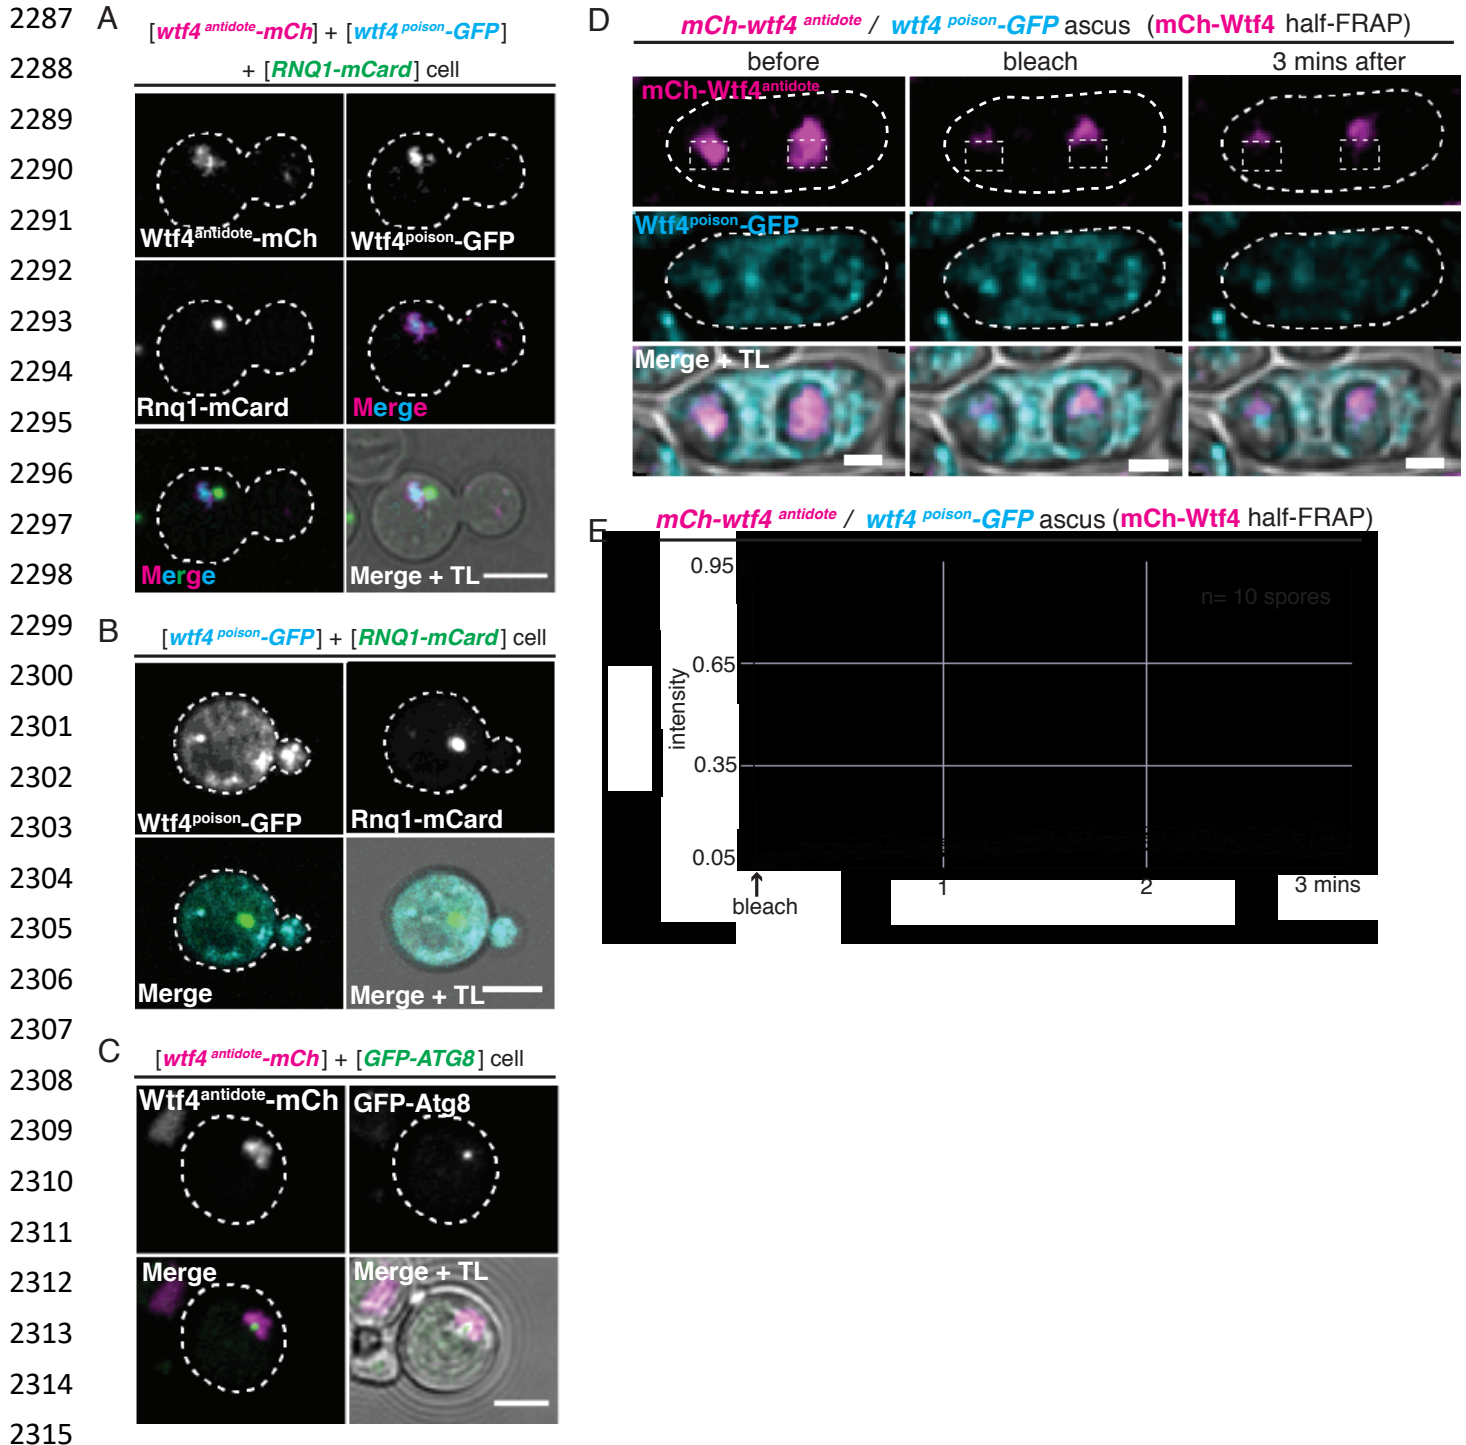 2287
2288
2289
2290
2291
2292
2293
2294
2295
2296
2297
2298
2299
2300
2301
2302
2303
2304
2305
2306
2307
2308
2309
2310
2311
2312
2313
2314
2315
A
[wtf4 antidote-mCh] + [wtf4 poison-GFP]
+ [RNQ1-mCard] cell
Wtf4antidote-mCh
Wtf4poison-GFP
Rnq1-mCard
Merge
Merge
Merge + TL
B
[wtf4 poison-GFP] + [RNQ1-mCard] cell
Wtf4poison-GFP
Rnq1-mCard
Merge
Merge + TL
C
[wtf4 antidote-mCh] + [GFP-ATG8] cell
Wtf4antidote-mCh
GFP-Atg8
Merge
Merge + TL
D
mCh-wtf4 antidote / wtf4 poison-GFP ascus (mCh-Wtf4 half-FRAP)
before
bleach
3 mins after
mCh-Wtf4antidote
Wtf4poison-GFP
Merge + TL
E
mCh-wtf4 antidote / wtf4 poison-GFP ascus (mCh-Wtf4 half-FRAP)
n= 10 spores
intensity
0.95
0.65
0.35
0.05
bleach
1
2
3 mins